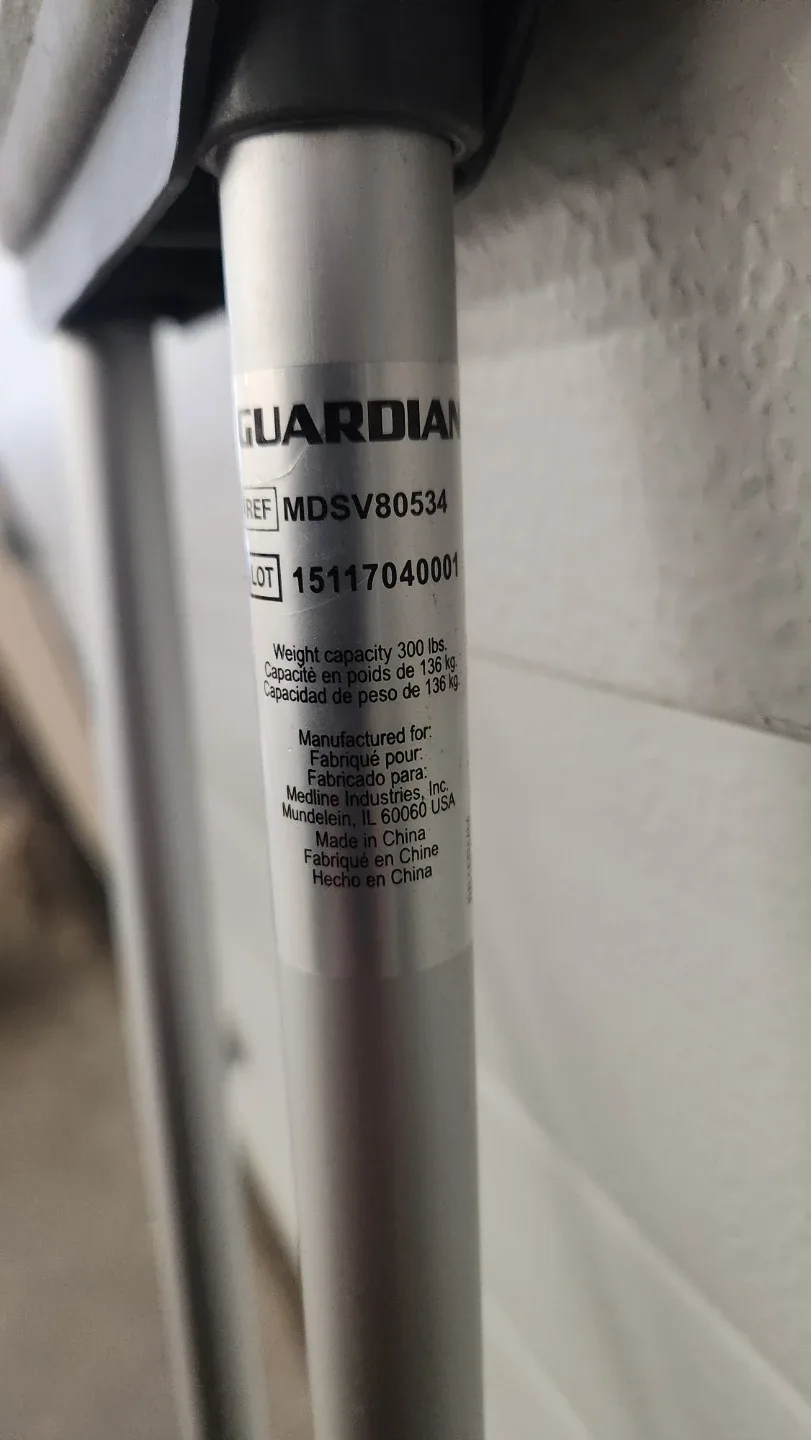 GUARDIAN
REF MDSV80534
LOT 15117040001
Weight capacity 300 lbs.
Capacitè en poids de 136 kg.
Capacidad de peso de 136 kg.
Manufactured for:
Fabriqué pour:
Fabricado para:
Medline Industries, Inc.
Mundelein, IL 60060 USA
Made in China
Fabriqué en Chine
Hecho en China